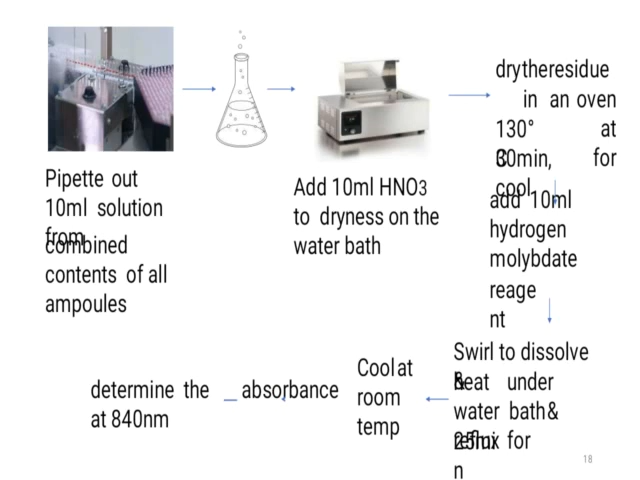 Pipette out
10ml solution
from
combined
contents of all
ampoules
Add 10ml HNO3
to dryness on the
water bath
drytheresidue
in an oven
130° at
C
30min, for
cool
add 10ml
hydrogen
molybdate
reage
nt
Swirl to dissolve
&
heat under
water bath&
reflux for
25mi
n
Cool at
room
temp
determine the absorbance
at 840nm
18